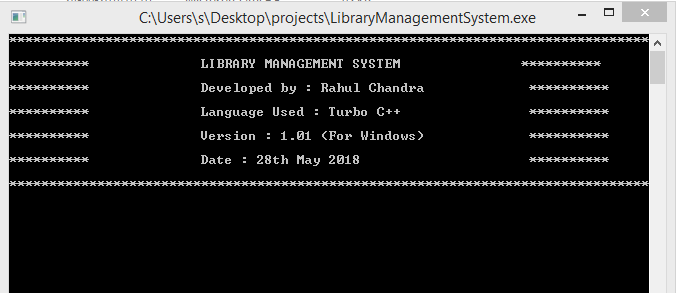 C:\Users\s\Desktop\projects\LibraryManagementSystem.exe
********************************************************************************
********** LIBRARY MANAGEMENT SYSTEM **********
********** Developed by : Rahul Chandra **********
********** Language Used : Turbo C++ **********
********** Version : 1.01 (For Windows) **********
********** Date : 28th May 2018 **********
********************************************************************************